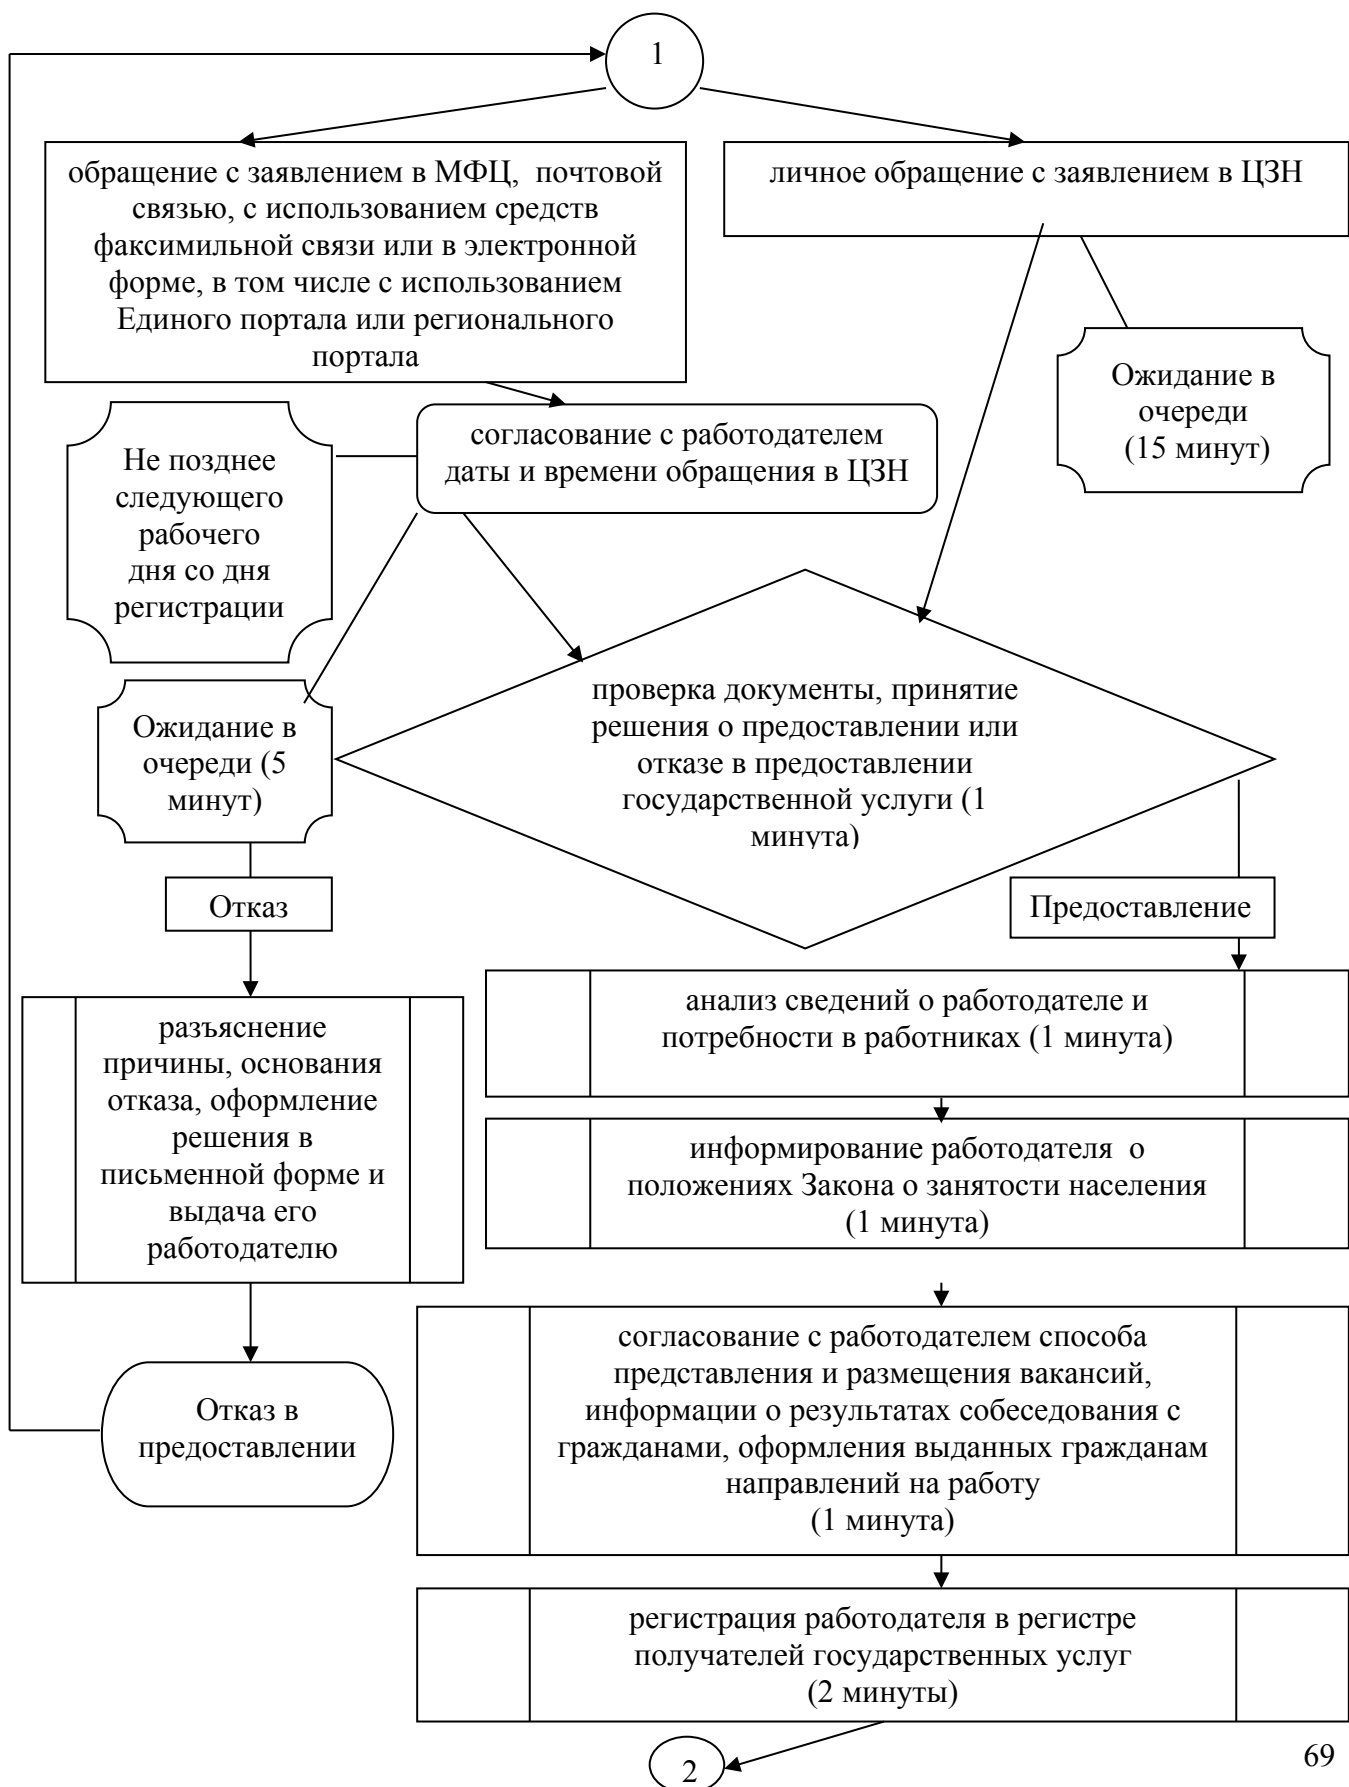 1
обращение с заявлением в МФЦ, почтовой
связью, с использованием средств
факсимильной связи или в электронной
форме, в том числе с использованием
Единого портала или регионального
портала
личное обращение с заявлением в ЦЗН
Ожидание в
очереди
(15 минут)
согласование с работодателем
даты и времени обращения в ЦЗН
Не позднее
следующего
рабочего
дня со дня
регистрации
Ожидание в
очереди (5
минут)
проверка документы, принятие
решения о предоставлении или
отказе в предоставлении
государственной услуги (1
минута)
Отказ
Предоставление
разъяснение
причины, основания
отказа, оформление
решения в
письменной форме и
выдача его
работодателю
анализ сведений о работодателе и
потребности в работниках (1 минута)
информирование работодателя о
положениях Закона о занятости населения
(1 минута)
согласование с работодателем способа
представления и размещения вакансий,
информации о результатах собеседования с
гражданами, оформления выданных гражданам
направлений на работу
(1 минута)
Отказ в
предоставлении
регистрация работодателя в регистре
получателей государственных услуг
(2 минуты)
2
69